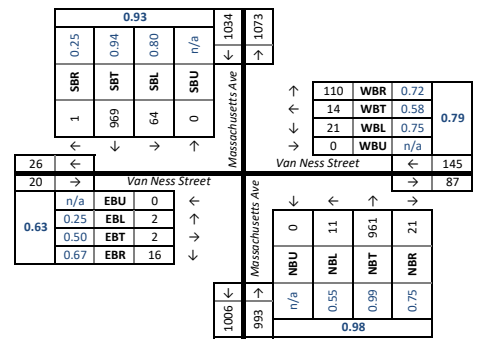 0.93
0.25 0.94 0.80 n/a
SBR SBT SBL SBU
1 969 64 0
← ↓ → ↑
1034 1073
↓ ↑
Massachusetts Ave
↑ 110 WBR 0.72
← 14 WBT 0.58
↓ 21 WBL 0.75
→ 0 WBU n/a
0.79
Van Ness Street
← 145
→ 87
26 ←
20 →
Van Ness Street
0.63
n/a EBU 0 ←
0.25 EBL 2 ↑
0.50 EBT 2 →
0.67 EBR 16 ↓
Massachusetts Ave
↓ ← ↑ →
0 11 961 21
NBU NBL NBT NBR
n/a 0.55 0.99 0.75
0.98
↓ ↑
1006 993